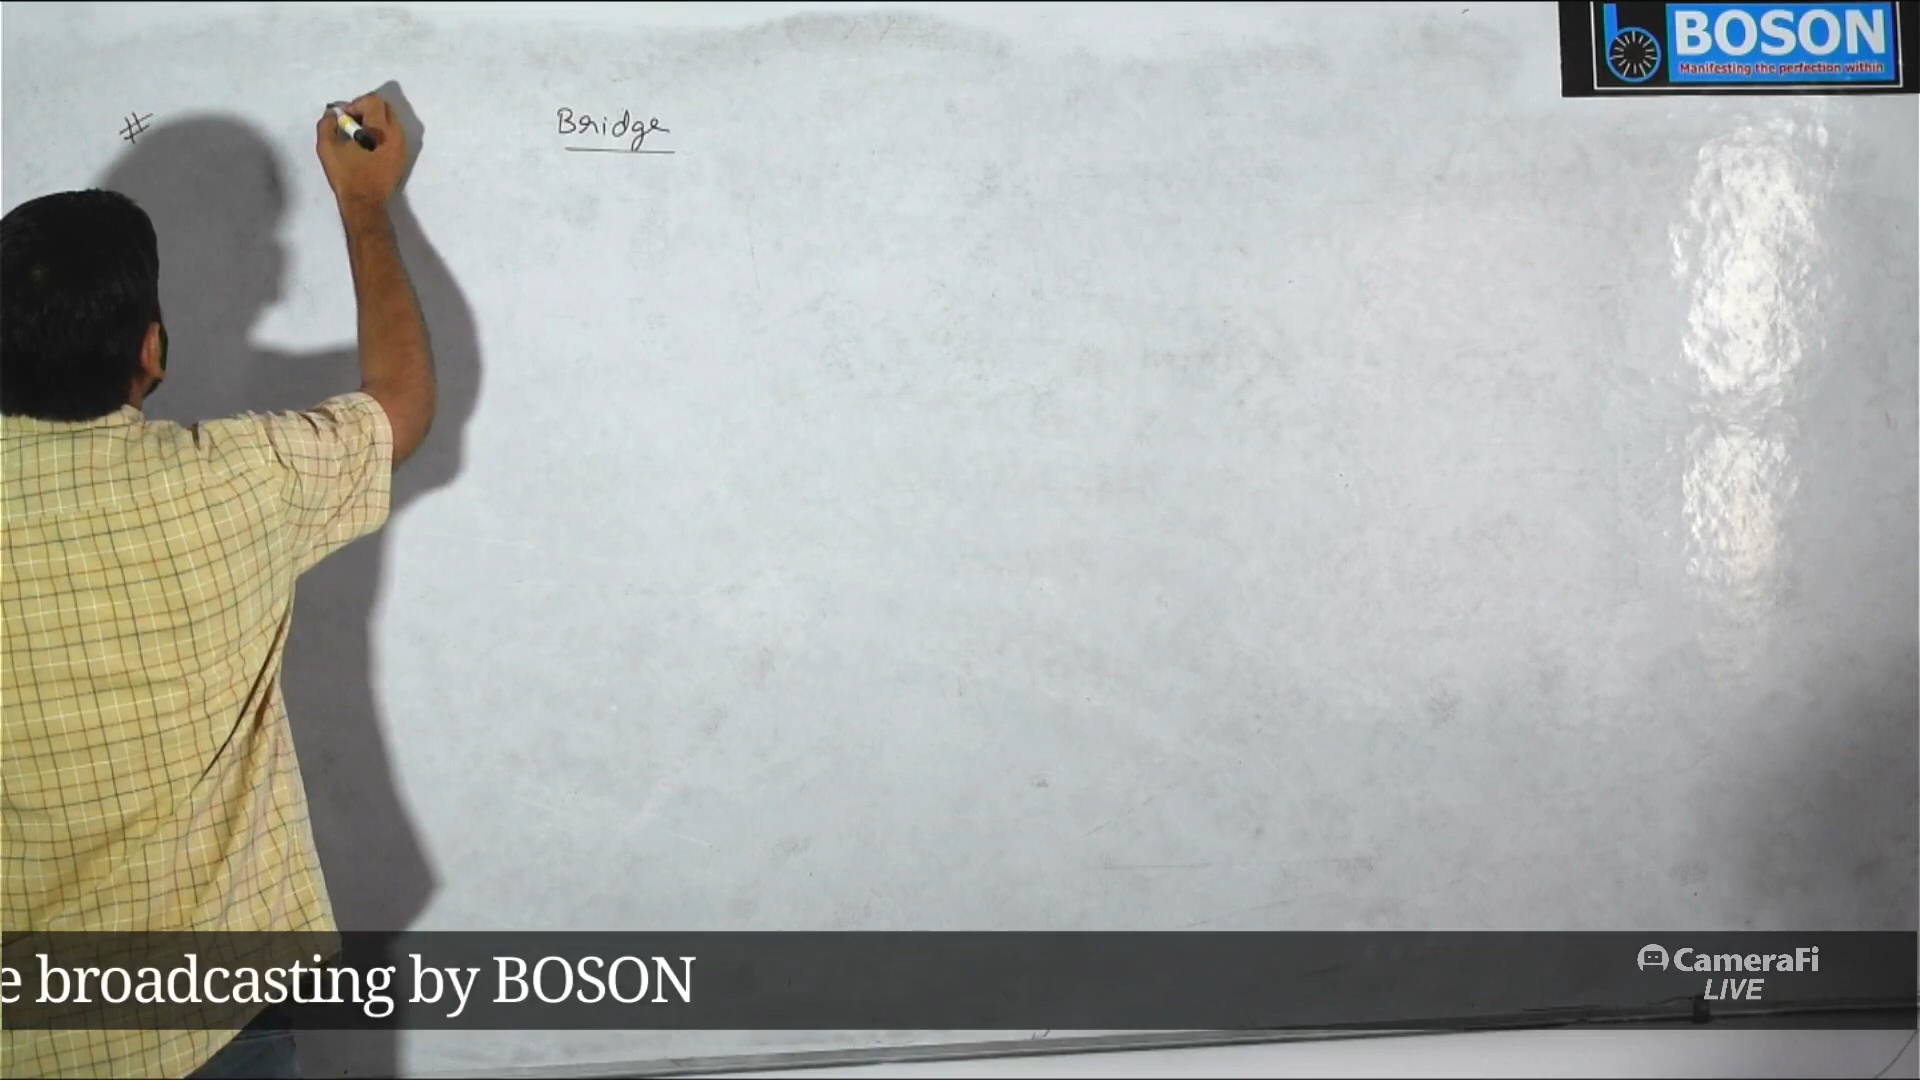 BOSON
Manifesting the perfection within
# Bridge
e broadcasting by BOSON
CameraFi
LIVE